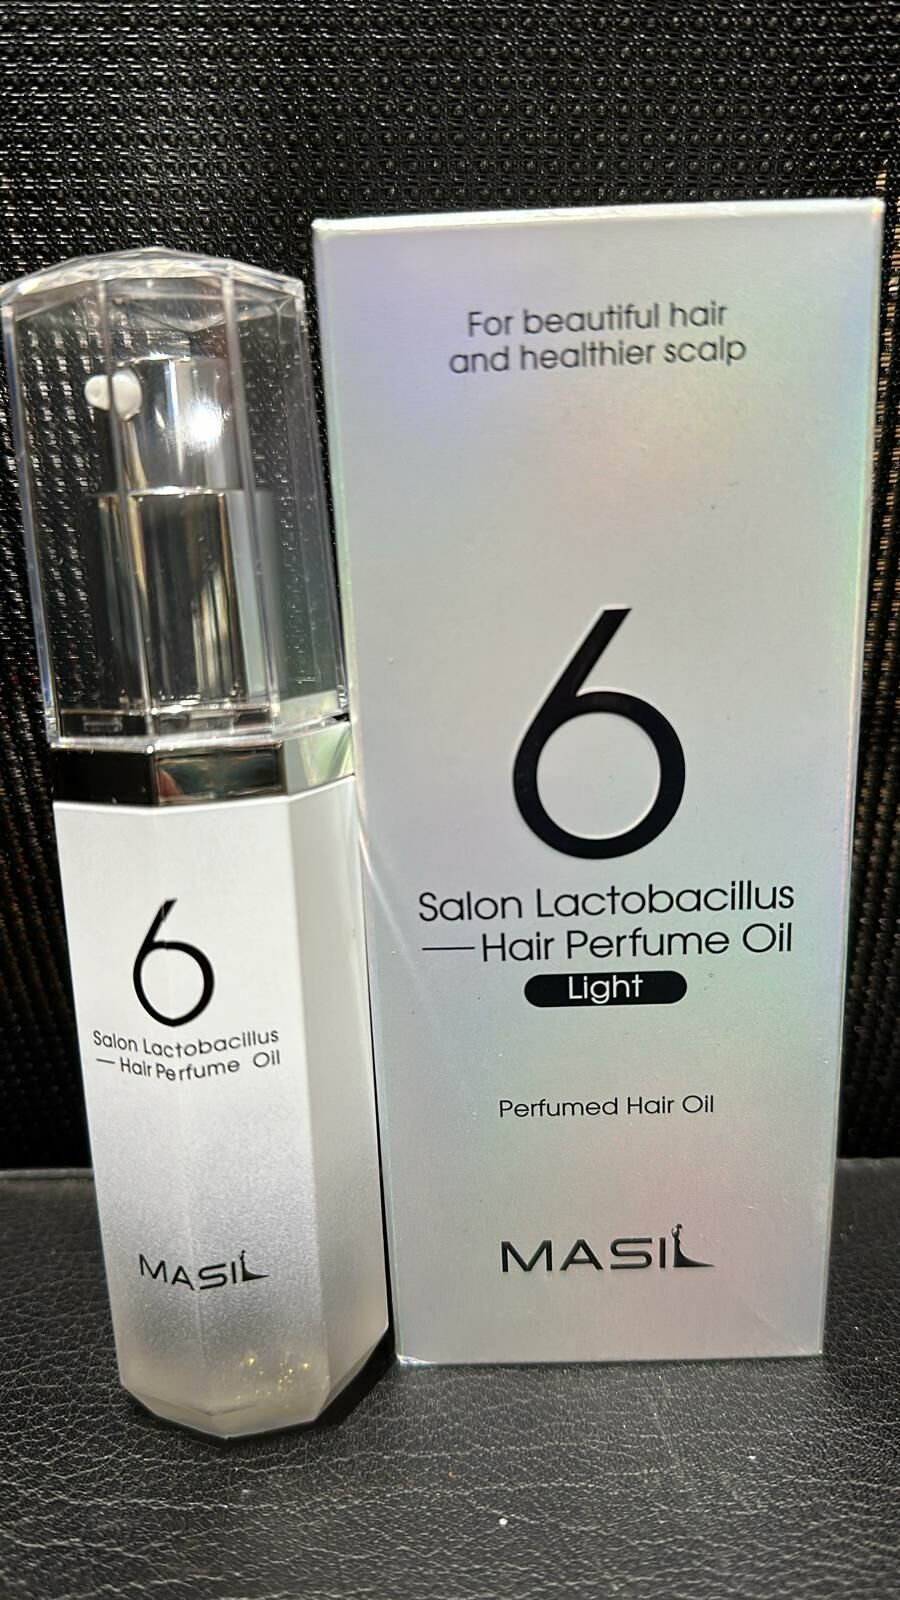 For beautiful hair
and healthier scalp
6
Salon Lactobacillus
Hair Perfume Oil
Light
Perfumed Hair Oil
MASIL
6
Salon Lactobacillus
Hair Perfume Oil
MASIL